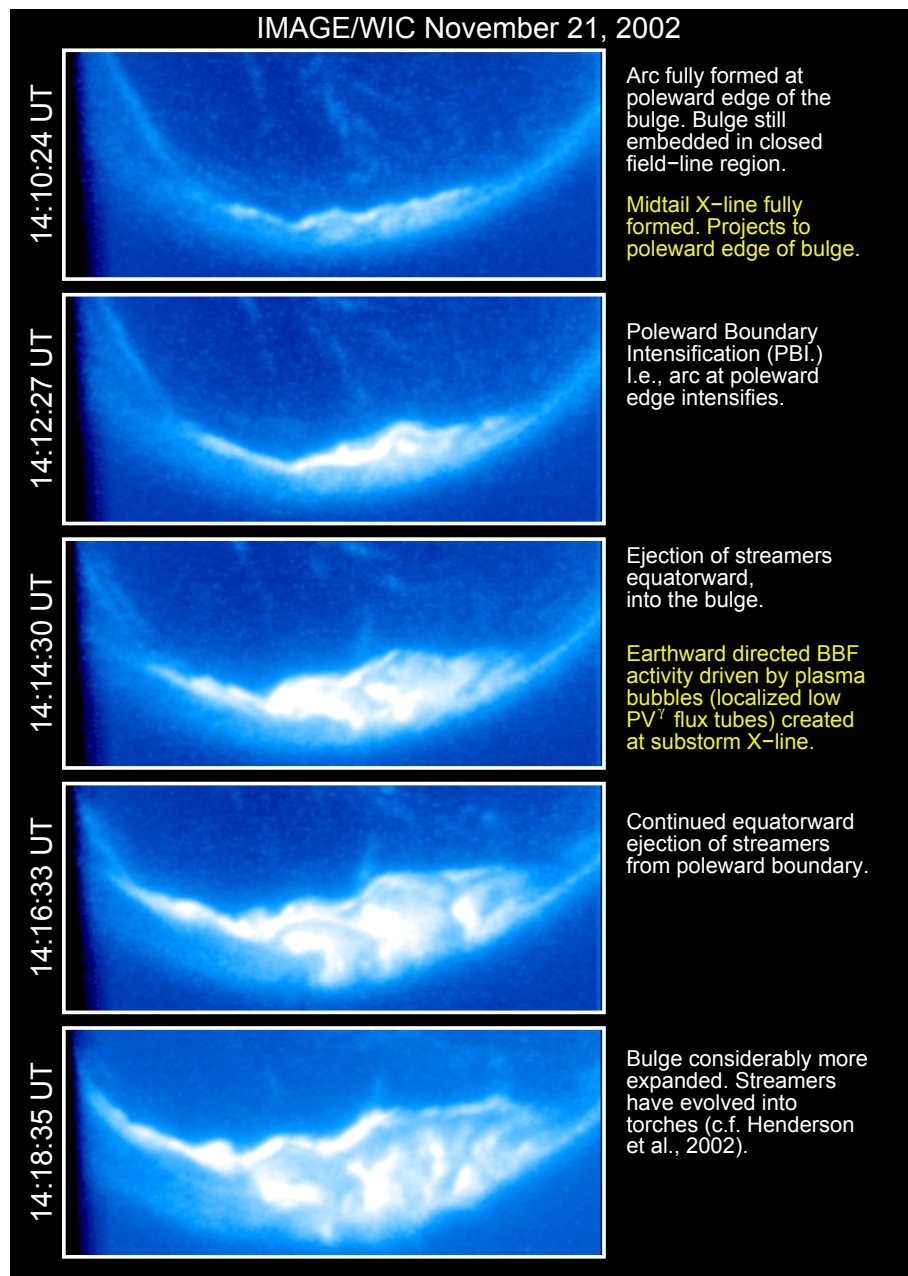 IMAGE/WIC November 21, 2002
14:10:24 UT
Arc fully formed at
poleward edge of the
bulge. Bulge still
embedded in closed
field−line region.
Midtail X−line fully
formed. Projects to
poleward edge of bulge.
14:12:27 UT
Poleward Boundary
Intensification (PBI.)
I.e., arc at poleward
edge intensifies.
14:14:30 UT
Ejection of streamers
equatorward,
into the bulge.
Earthward directed BBF
activity driven by plasma
bubbles (localized low
PV^γ flux tubes) created
at substorm X−line.
14:16:33 UT
Continued equatorward
ejection of streamers
from poleward boundary.
14:18:35 UT
Bulge considerably more
expanded. Streamers
have evolved into
torches (c.f. Henderson
et al., 2002).